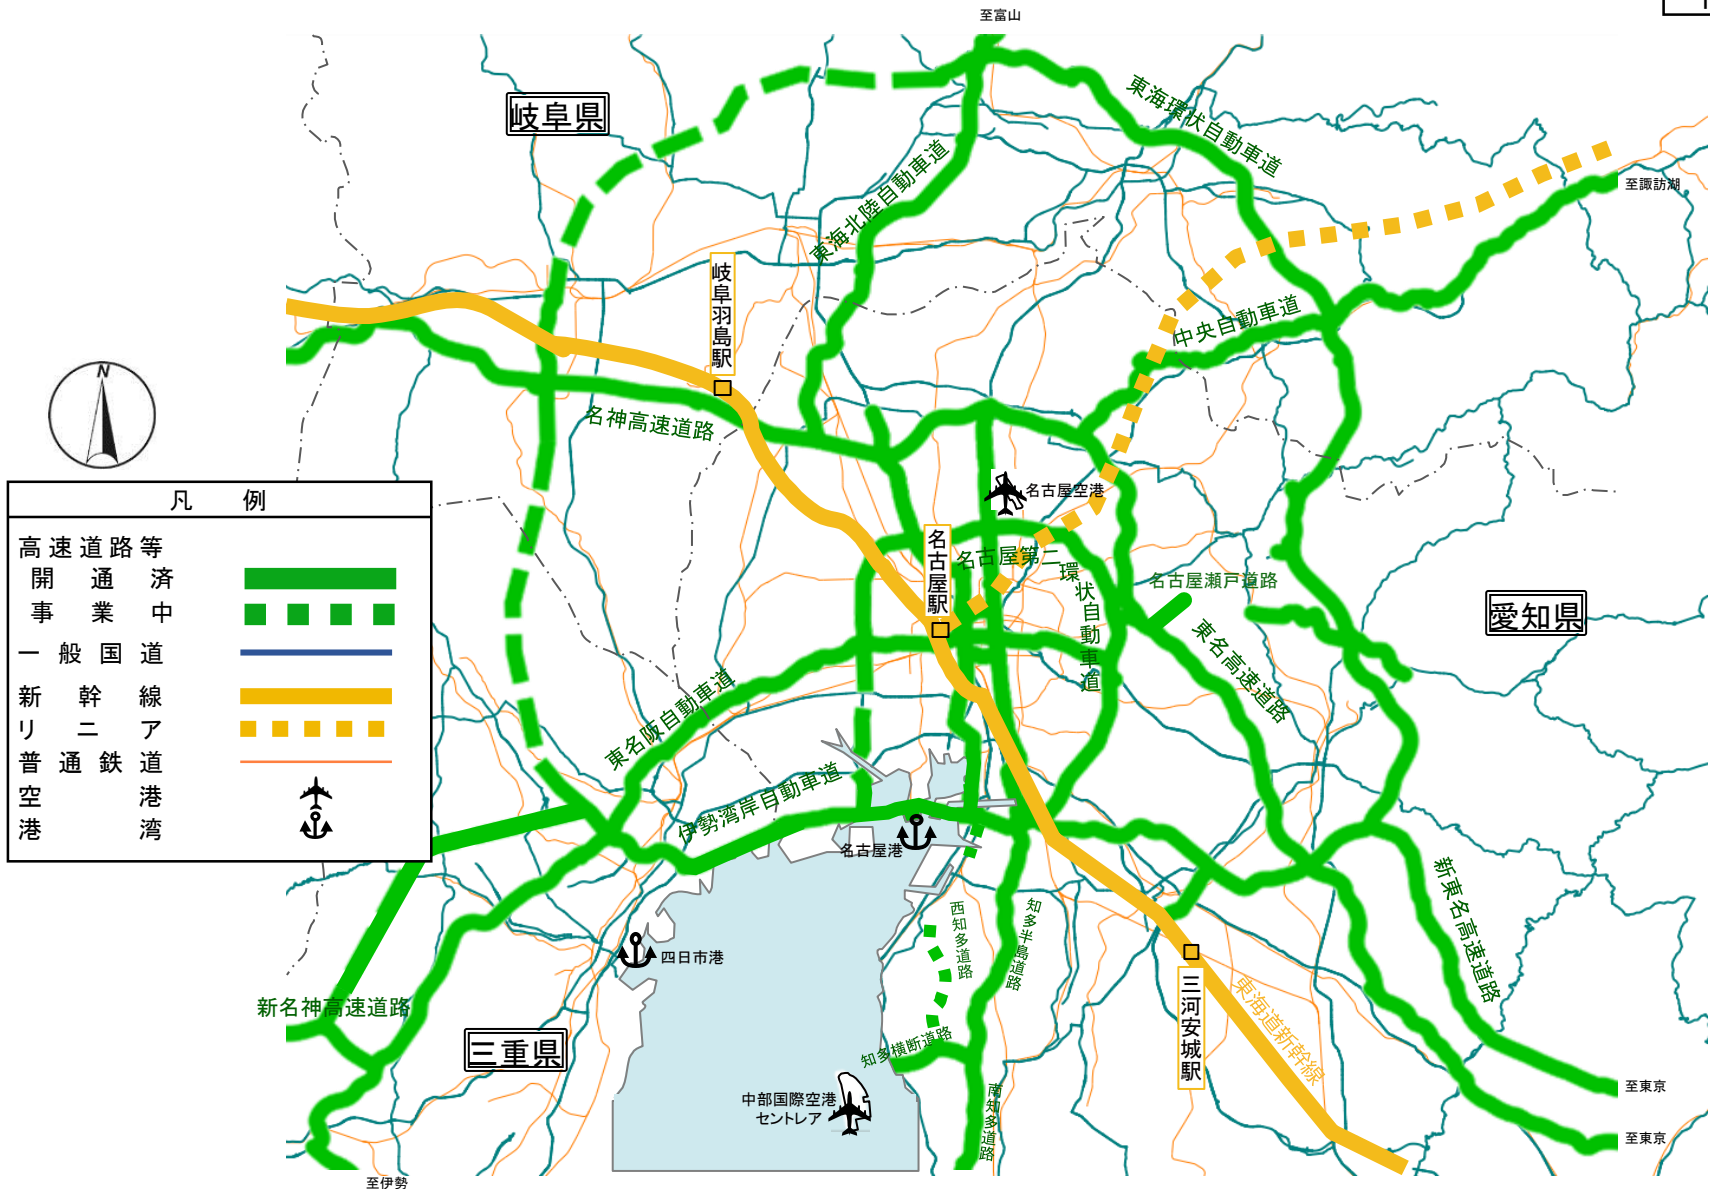 至富山
岐阜県
東海環状自動車道
東海北陸自動車道
至諏訪湖
岐阜羽島駅
中央自動車道
名神高速道路
N
凡例
高速道路等
開通済
事業中
一般国道
新幹線
リニア
普通鉄道
空港
港湾
名古屋空港
名古屋駅
名古屋第二環状自動車道
名古屋瀬戸道路
愛知県
東名高速道路
東名阪自動車道
伊勢湾岸自動車道
名古屋港
四日市港
西知多道路
知多半島道路
新東名高速道路
新名神高速道路
三重県
知多横断道路
三河安城駅
東海道新幹線
中部国際空港
セントレア
南知多道路
至東京
至東京
至伊勢